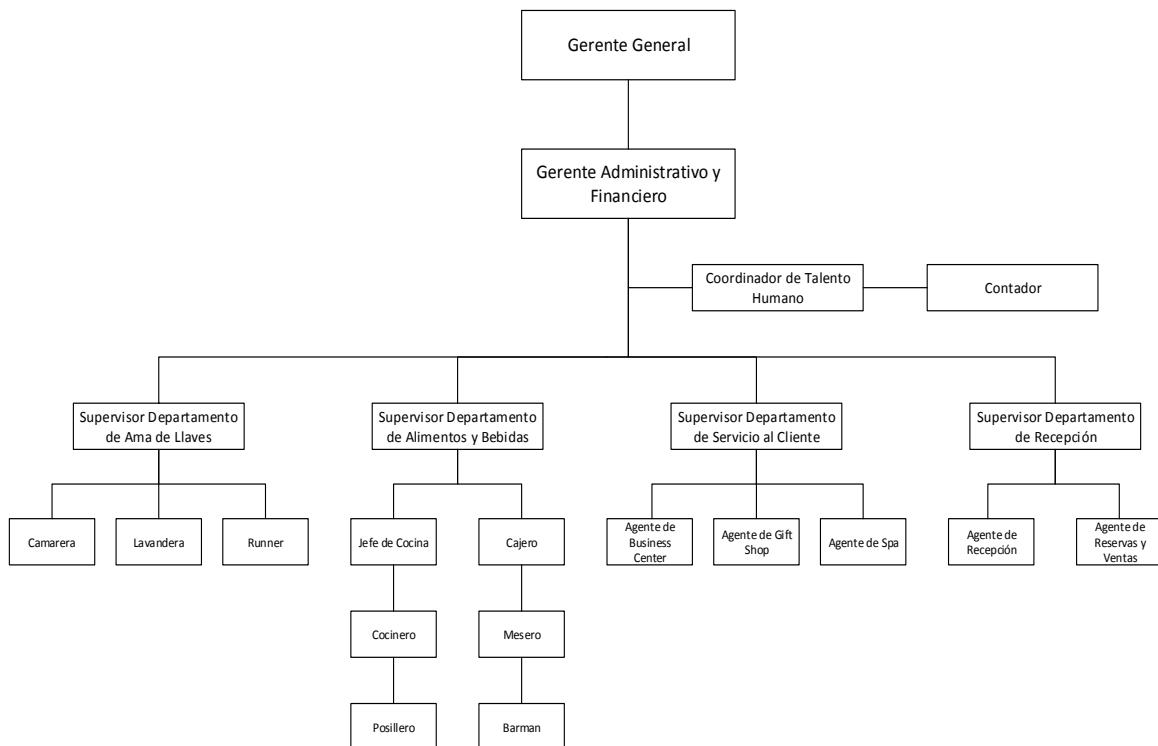 Gerente General
Gerente Administrativo y
Financiero
Coordinador de Talento
Humano
Contador
Supervisor Departamento
de Ama de Llaves
Supervisor Departamento
de Alimentos y Bebidas
Supervisor Departamento
de Servicio al Cliente
Supervisor Departamento
de Recepción
Camarera
Lavandera
Runner
Jefe de Cocina
Cajero
Agente de
Business
Center
Agente de Gift
Shop
Agente de Spa
Agente de
Recepción
Agente de
Reservas y
Ventas
Cocinero
Mesero
Posillero
Barman